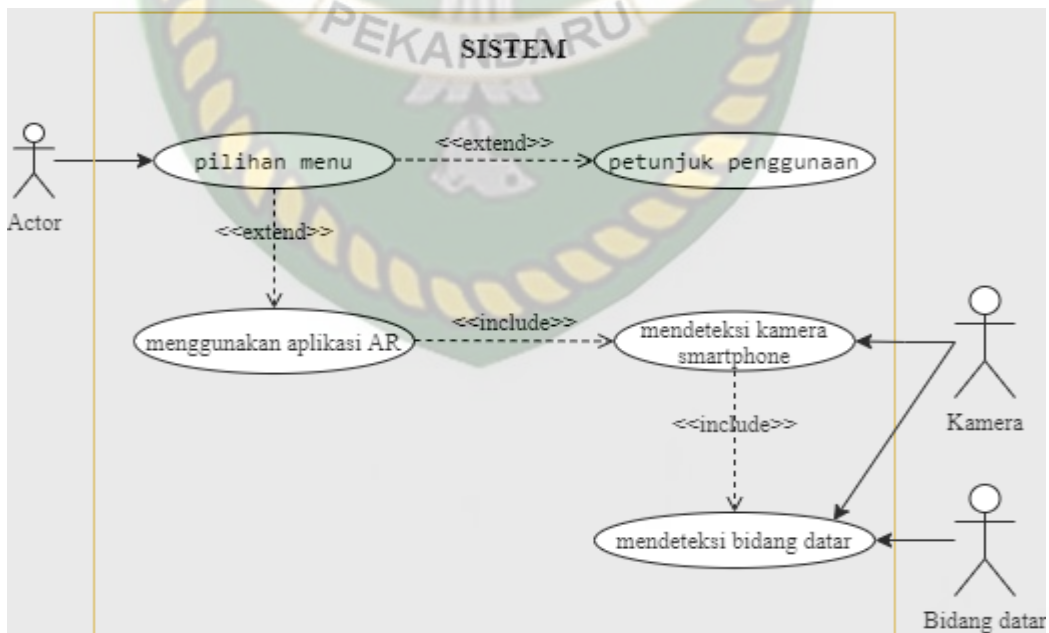 PEKANBARU
SISTEM
pilihan menu
<<extend>>
petunjuk penggunaan
Actor
<<extend>>
menggunakan aplikasi AR
<<include>>
mendeteksi kamera
smartphone
Kamera
<<include>>
mendeteksi bidang datar
Bidang datar